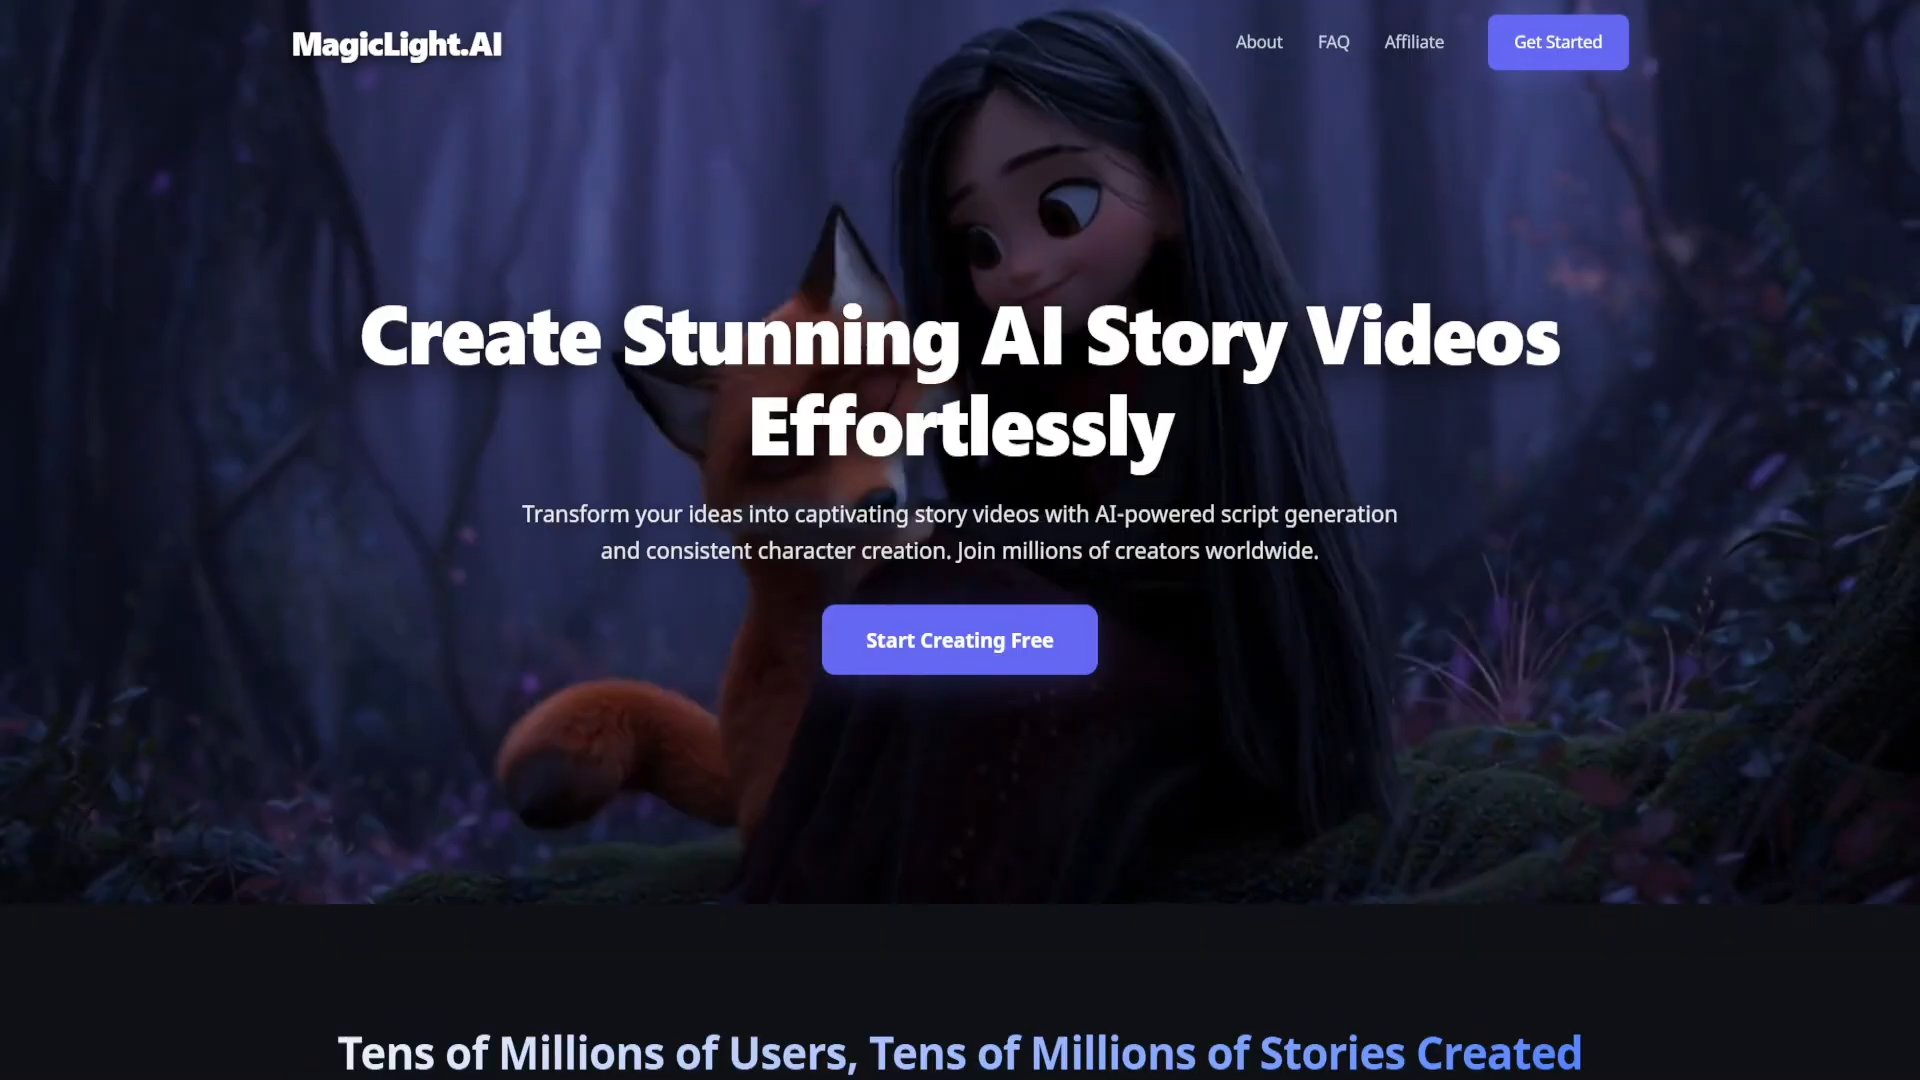 MagicLight.AI
About FAQ Affiliate Get Started
Create Stunning AI Story Videos
Effortlessly
Transform your ideas into captivating story videos with AI-powered script generation
and consistent character creation. Join millions of creators worldwide.
Start Creating Free
Tens of Millions of Users, Tens of Millions of Stories Created